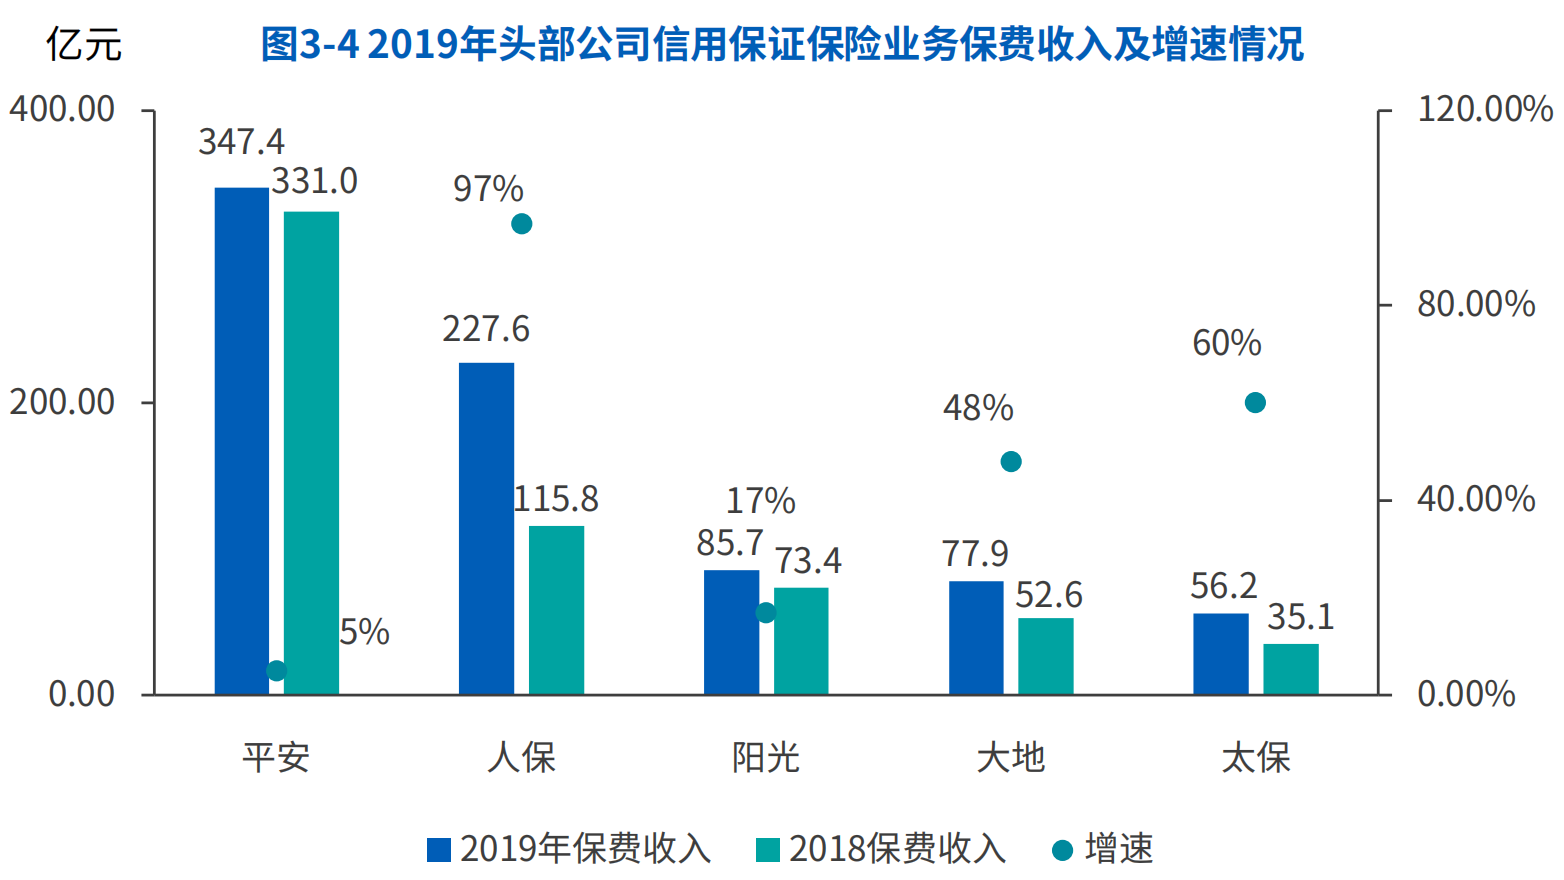 亿元
图3-4 2019年头部公司信用保证保险业务保费收入及增速情况
400.00
200.00
0.00
120.00%
80.00%
40.00%
0.00%
347.4
331.0
5%
97%
227.6
115.8
17%
85.7
73.4
48%
77.9
52.6
60%
56.2
35.1
平安
人保
阳光
大地
太保
2019年保费收入
2018保费收入
增速